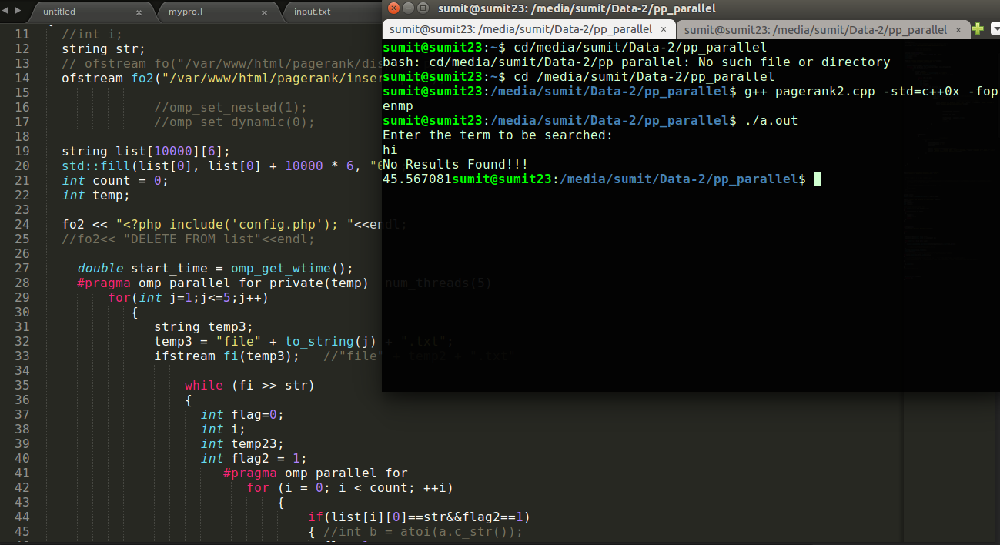 untitled × mypro.l × input.txt
11 //int i;
12 string str;
13 // ofstream fo("/var/www/html/pagerank/dis
14 ofstream fo2("/var/www/html/pagerank/inser
15
16 //omp_set_nested(1);
17 //omp_set_dynamic(0);
18
19 string list[10000][6];
20 std::fill(list[0], list[0] + 10000 * 6, "0
21 int count = 0;
22 int temp;
23
24 fo2 << "<?php include('config.php'); "<<endl;
25 //fo2<< "DELETE FROM list"<<endl;
26
27 double start_time = omp_get_wtime();
28 #pragma omp parallel for private(temp) num_threads(5)
29 for(int j=1;j<=5;j++)
30 {
31 string temp3;
32 temp3 = "file" + to_string(j) + ".txt";
33 ifstream fi(temp3); //"file" + temp2 + ".txt"
34
35 while (fi >> str)
36 {
37 int flag=0;
38 int i;
39 int temp23;
40 int flag2 = 1;
41 #pragma omp parallel for
42 for (i = 0; i < count; ++i)
43 {
44 if(list[i][0]==str&&flag2==1)
45 { //int b = atoi(a.c_str());
sumit@sumit23: /media/sumit/Data-2/pp_parallel
sumit@sumit23: /media/sumit/Data-2/pp_parallel × sumit@sumit23: /media/sumit/Data-2/pp_parallel ×
sumit@sumit23:~$ cd/media/sumit/Data-2/pp_parallel
bash: cd/media/sumit/Data-2/pp_parallel: No such file or directory
sumit@sumit23:~$ cd /media/sumit/Data-2/pp_parallel
sumit@sumit23:/media/sumit/Data-2/pp_parallel$ g++ pagerank2.cpp -std=c++0x -fop
enmp
sumit@sumit23:/media/sumit/Data-2/pp_parallel$ ./a.out
Enter the term to be searched:
hi
No Results Found!!!
45.567081sumit@sumit23:/media/sumit/Data-2/pp_parallel$